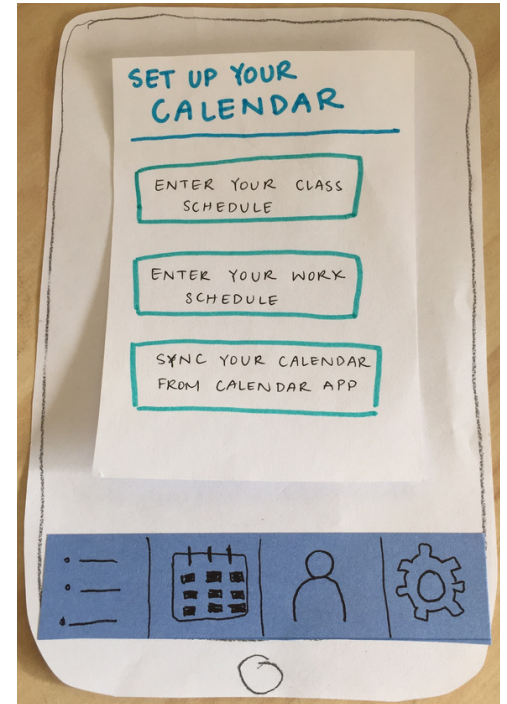 SET UP YOUR
CALENDAR
ENTER YOUR CLASS
SCHEDULE
ENTER YOUR WORK
SCHEDULE
SYNC YOUR CALENDAR
FROM CALENDAR APP